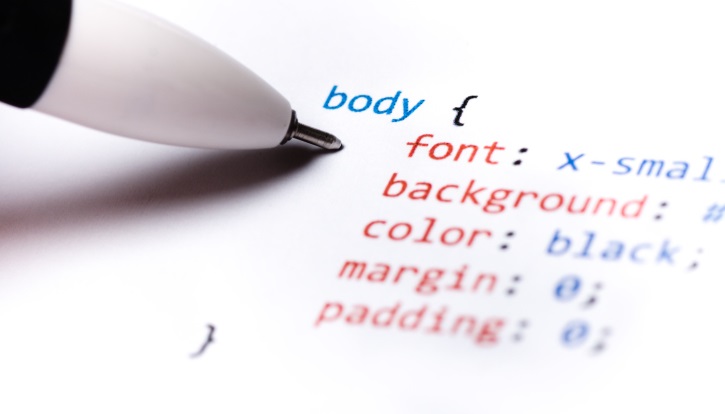 body {
font: x-smal
background: #
color: black;
margin: 0;
padding: 0;
}